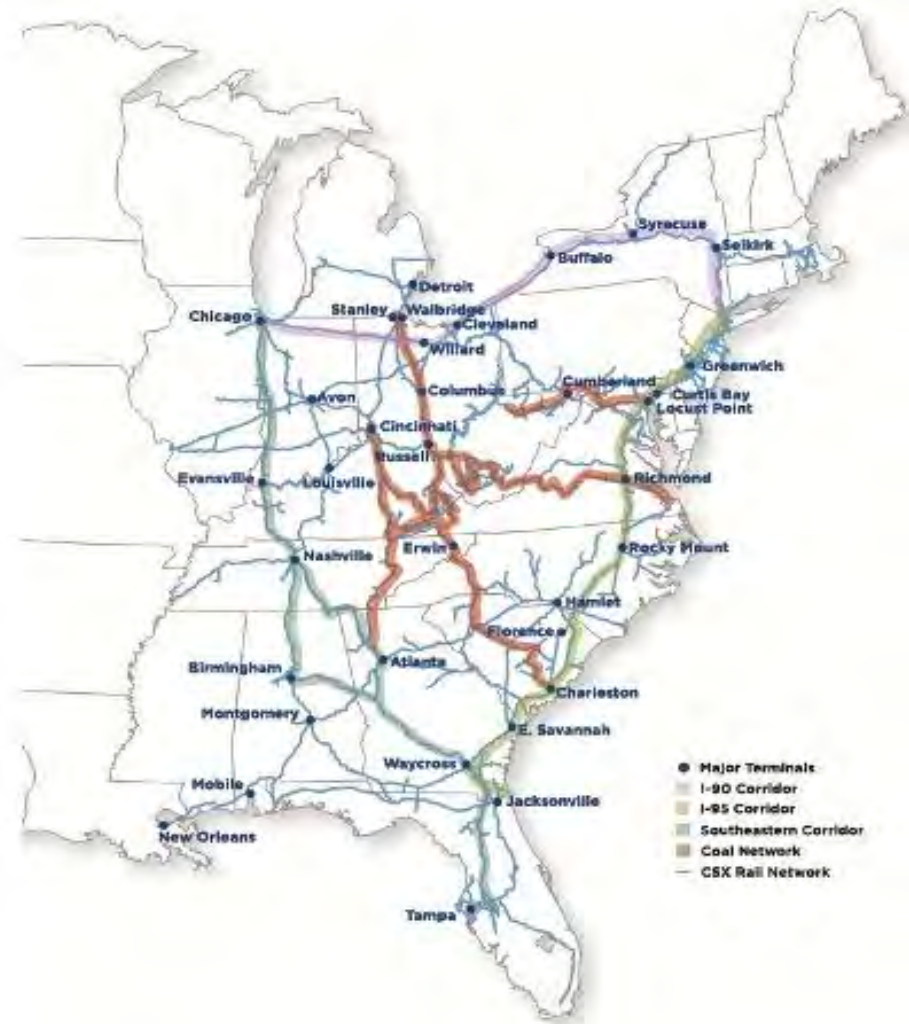 Syracuse
Selkirk
Buffalo
Detroit
Stanley
Walbridge
Chicago
Cleveland
Willard
Greenwich
Cumberland
Columbus
Curtis Bay
Locust Point
Avon
Cincinnati
Russell
Evansville
Louisville
Richmond
Nashville
Erwin
Rocky Mount
Hamlet
Florence
Atlanta
Birmingham
Charleston
Montgomery
E. Savannah
Waycross
Major Terminals
Mobile
I-90 Corridor
Jacksonville
I-95 Corridor
New Orleans
Southeastern Corridor
Coal Network
CSX Rail Network
Tampa